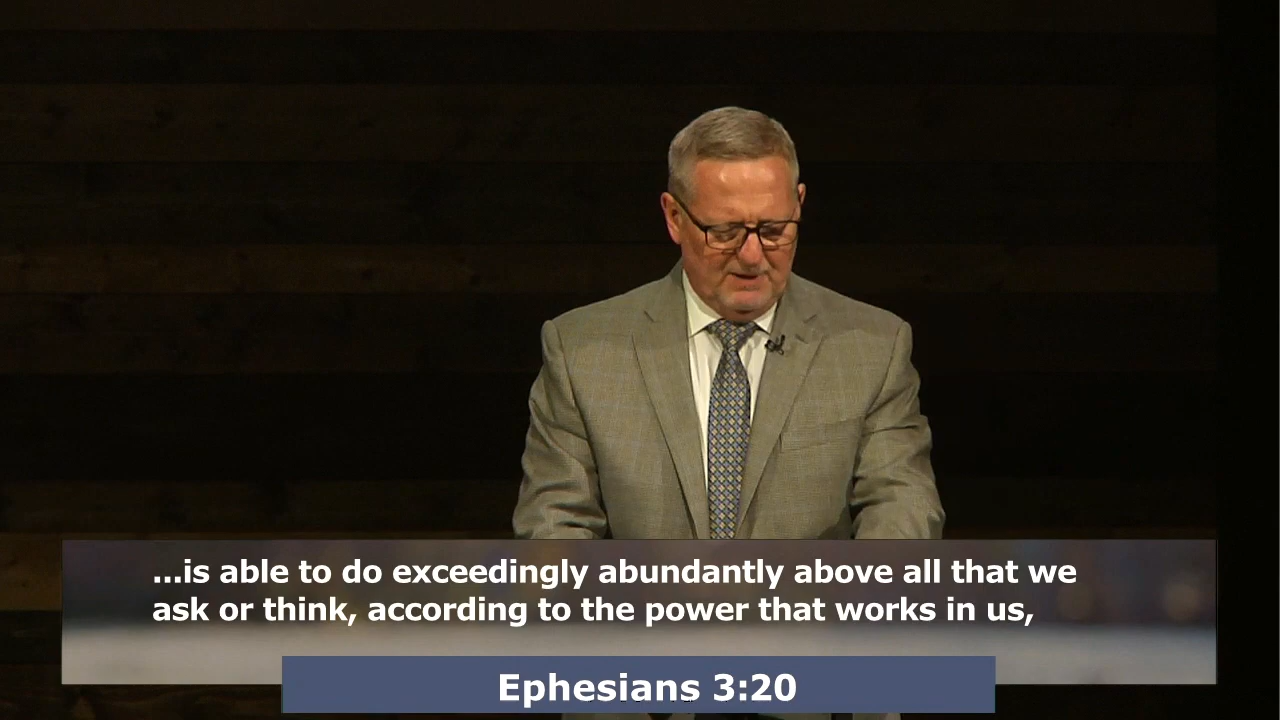 ...is able to do exceedingly abundantly above all that we
ask or think, according to the power that works in us,
Ephesians 3:20